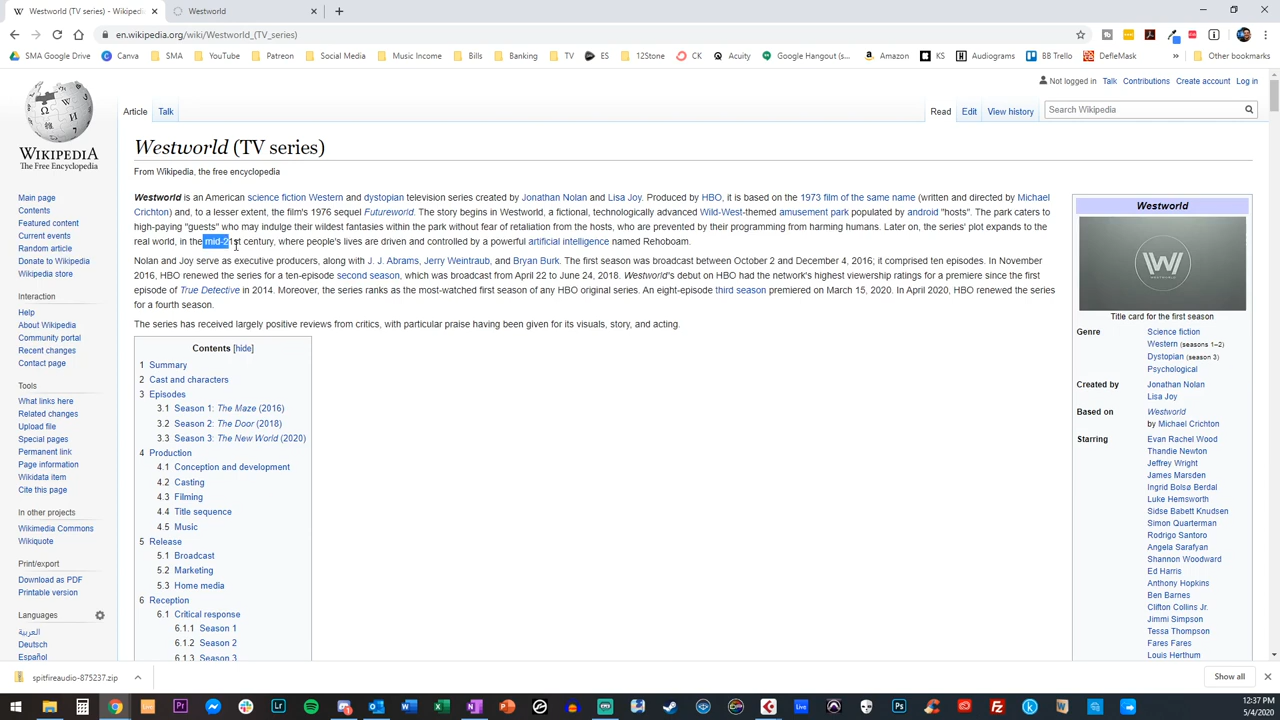 Westworld (TV series) - Wikiped
Westworld
en.wikipedia.org/wiki/Westworld_(TV_series)
SMA Google Drive
Canva
SMA
YouTube
Patreon
Social Media
Music Income
Bills
Banking
TV
ES
12Stone
CK
Acuity
Google Hangout (s...
Amazon
KS
Audiograms
BB Trello
DefleMask
»
Other bookmarks
Not logged in Talk Contributions Create account Log in
Article Talk
Read Edit View history
Search Wikipedia
WIKIPEDIA
The Free Encyclopedia
Main page
Contents
Featured content
Current events
Random article
Donate to Wikipedia
Wikipedia store
Interaction
Help
About Wikipedia
Community portal
Recent changes
Contact page
Tools
What links here
Related changes
Upload file
Special pages
Permanent link
Page information
Wikidata item
Cite this page
In other projects
Wikimedia Commons
Wikiquote
Print/export
Download as PDF
Printable version
Languages
العربية
Deutsch
Español
Westworld (TV series)
From Wikipedia, the free encyclopedia
Westworld is an American science fiction Western and dystopian television series created by Jonathan Nolan and Lisa Joy. Produced by HBO, it is based on the 1973 film of the same name (written and directed by Michael
Crichton) and, to a lesser extent, the film's 1976 sequel Futureworld. The story begins in Westworld, a fictional, technologically advanced Wild-West-themed amusement park populated by android "hosts". The park caters to
high-paying "guests" who may indulge their wildest fantasies within the park without fear of retaliation from the hosts, who are prevented by their programming from harming humans. Later on, the series' plot expands to the
real world, in the mid-21st century, where people's lives are driven and controlled by a powerful artificial intelligence named Rehoboam.
Nolan and Joy serve as executive producers, along with J. J. Abrams, Jerry Weintraub, and Bryan Burk. The first season was broadcast between October 2 and December 4, 2016; it comprised ten episodes. In November
2016, HBO renewed the series for a ten-episode second season, which was broadcast from April 22 to June 24, 2018. Westworld's debut on HBO had the network's highest viewership ratings for a premiere since the first
episode of True Detective in 2014. Moreover, the series ranks as the most-watched first season of any HBO original series. An eight-episode third season premiered on March 15, 2020. In April 2020, HBO renewed the series
for a fourth season.
The series has received largely positive reviews from critics, with particular praise having been given for its visuals, story, and acting.
Contents [hide]
1 Summary
2 Cast and characters
3 Episodes
3.1 Season 1: The Maze (2016)
3.2 Season 2: The Door (2018)
3.3 Season 3: The New World (2020)
4 Production
4.1 Conception and development
4.2 Casting
4.3 Filming
4.4 Title sequence
4.5 Music
5 Release
5.1 Broadcast
5.2 Marketing
5.3 Home media
6 Reception
6.1 Critical response
6.1.1 Season 1
6.1.2 Season 2
6.1.3 Season 3
Westworld
Title card for the first season
Genre
Science fiction
Western (seasons 1–2)
Dystopian (season 3)
Psychological
Created by
Jonathan Nolan
Lisa Joy
Based on
Westworld
by Michael Crichton
Starring
Evan Rachel Wood
Thandie Newton
Jeffrey Wright
James Marsden
Ingrid Bolsø Berdal
Luke Hemsworth
Sidse Babett Knudsen
Simon Quarterman
Rodrigo Santoro
Angela Sarafyan
Shannon Woodward
Ed Harris
Anthony Hopkins
Ben Barnes
Clifton Collins Jr.
Jimmi Simpson
Tessa Thompson
Fares Fares
Louis Herthum
spitfireaudio-875237.zip
Show all
12:37 PM
5/4/2020